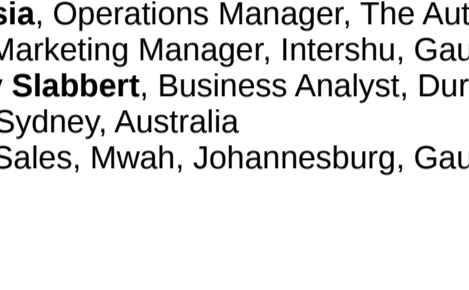 sia, Operations Manager, The Aut
Marketing Manager, Intershu, Gau
Slabbert, Business Analyst, Dur
Sydney, Australia
Sales, Mwah, Johannesburg, Gau